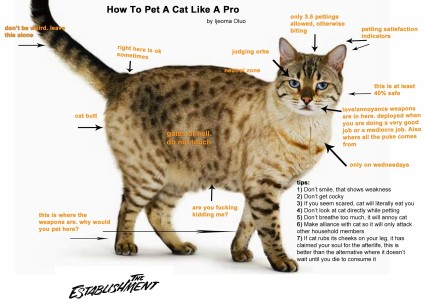 How To Pet A Cat Like A Pro
by Ijeoma Oluo
don't be weird. leave
this alone
right here is ok
sometimes
judging orbs
neutral zone
only 3.5 pettings
allowed, otherwise
biting
petting satisfaction
indicators
this is at least
40% safe
love/annoyance weapons
are in here. deployed when
you are doing a very good
job or a mediocre job. Also
where all the puke comes
from
cat butt!
gate of hell.
do not touch
only on wednesdays
are you fucking
kidding me?
this is where the
weapons are. why would
you pet here?
tips:
1) Don't smile, that shows weakness
2) Don't get cocky
3) If you seem scared, cat will literally eat you
4) Don't look at cat directly while petting
5) Don't breathe too much, it will annoy cat
6) Make alliance with cat so it will only attack
other household members
7) If cat rubs its cheeks on your leg, it has
claimed your soul for the afterlife, this is
better than the alternative where it doesn't
wait until you die to consume it
THE
ESTABLISHMENT